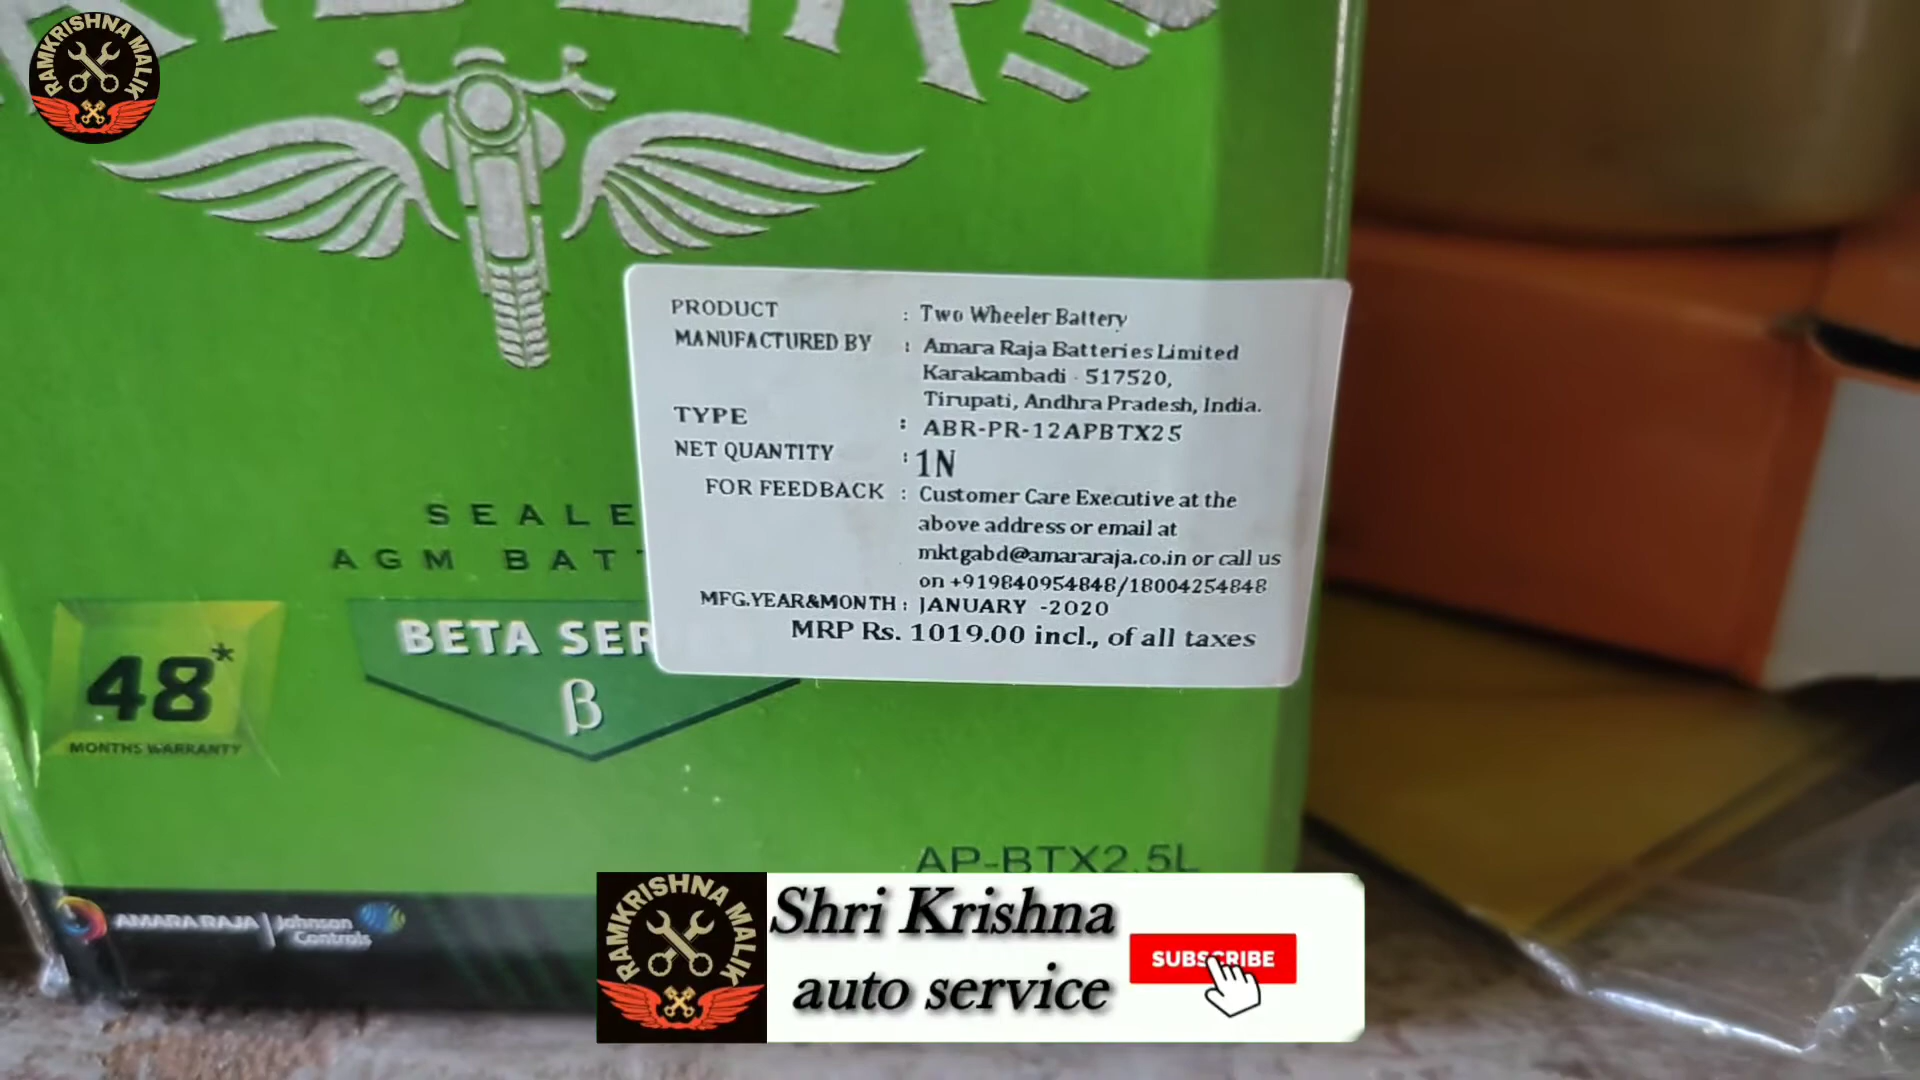 RAMKRISHNA MALIK
PRODUCT : Two Wheeler Battery
MANUFACTURED BY : Amara Raja Batteries Limited
Karakambadi - 517520,
Tirupati, Andhra Pradesh, India.
TYPE : ABR-PR-12APBTX25
NET QUANTITY : 1N
FOR FEEDBACK : Customer Care Executive at the
above address or email at
mktgabd@amararaja.co.in or call us
on +919840954848/18004254848
MFG.YEAR&MONTH : JANUARY -2020
MRP Rs. 1019.00 incl., of all taxes
SEALE
AGM BAT
BETA SER
β
48*
MONTHS WARRANTY
AP-BTX2.5L
AMARA RAJA | Johnson
Controls
RAMKRISHNA MALIK
Shri Krishna
auto service
SUBSCRIBE